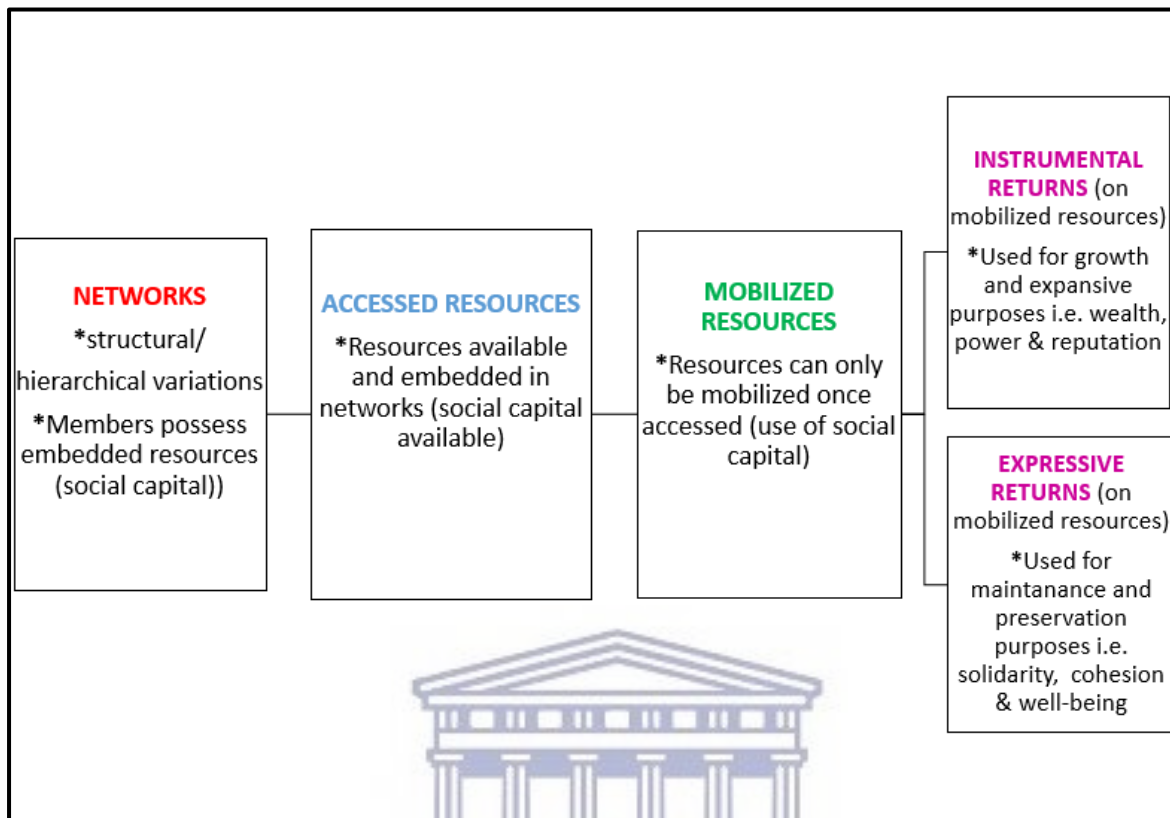 NETWORKS
*structural/
hierarchical variations
*Members possess
embedded resources
(social capital))
ACCESSED RESOURCES
*Resources available
and embedded in
networks (social capital
available)
MOBILIZED
RESOURCES
*Resources can only
be mobilized once
accessed (use of social
capital)
INSTRUMENTAL
RETURNS (on
mobilized resources)
*Used for growth
and expansive
purposes i.e. wealth,
power & reputation
EXPRESSIVE
RETURNS (on
mobilized resources)
*Used for
maintanance and
preservation
purposes i.e.
solidarity, cohesion
& well-being